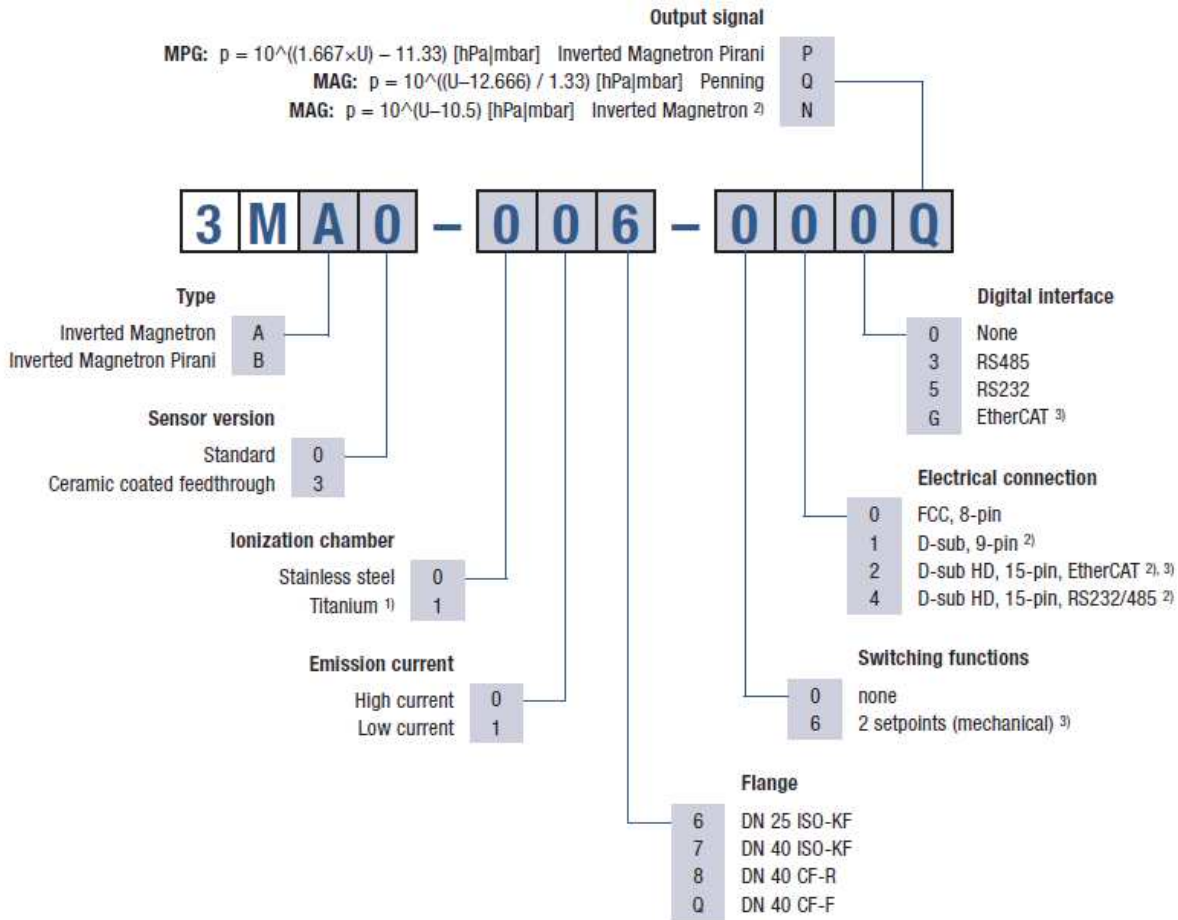 Output signal
MPG: p = 10^((1.667×U) – 11.33) [hPa|mbar] Inverted Magnetron Pirani P
MAG: p = 10^((U–12.666) / 1.33) [hPa|mbar] Penning Q
MAG: p = 10^(U–10.5) [hPa|mbar] Inverted Magnetron 2) N
3 M A 0 – 0 0 6 – 0 0 0 Q
Type
Inverted Magnetron A
Inverted Magnetron Pirani B
Sensor version
Standard 0
Ceramic coated feedthrough 3
Ionization chamber
Stainless steel 0
Titanium 1) 1
Emission current
High current 0
Low current 1
Digital interface
0 None
3 RS485
5 RS232
G EtherCAT 3)
Electrical connection
0 FCC, 8-pin
1 D-sub, 9-pin 2)
2 D-sub HD, 15-pin, EtherCAT 2), 3)
4 D-sub HD, 15-pin, RS232/485 2)
Switching functions
0 none
6 2 setpoints (mechanical) 3)
Flange
6 DN 25 ISO-KF
7 DN 40 ISO-KF
8 DN 40 CF-R
Q DN 40 CF-F